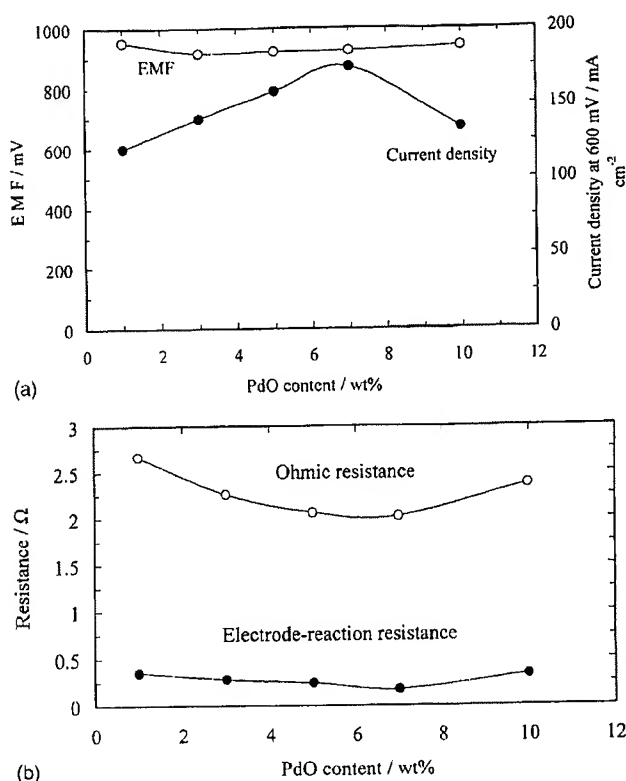 1000
800
600
400
200
0
EMF / mV
EMF
Current density
200
150
100
50
0
Current density at 600 mV / mA
cm-2
0 2 4 6 8 10 12
PdO content / wt%
(a)
3
2.5
2
1.5
1
0.5
0
Resistance / Ω
Ohmic resistance
Electrode-reaction resistance
0 2 4 6 8 10 12
PdO content / wt%
(b)